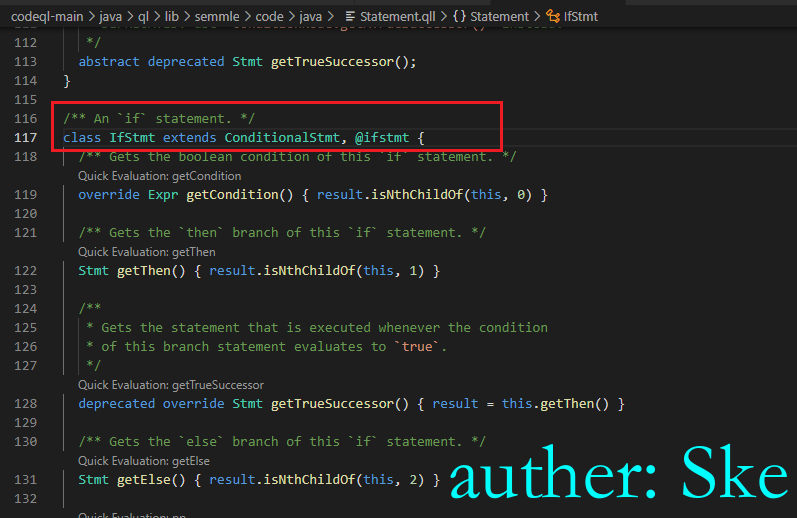 codeql-main > java > ql > lib > semmle > code > java > Statement.qll > {} Statement > IfStmt
112 */
113 abstract deprecated Stmt getTrueSuccessor();
114 }
115
116 /** An `if` statement. */
117 class IfStmt extends ConditionalStmt, @ifstmt {
118 /** Gets the boolean condition of this `if` statement. */
Quick Evaluation: getCondition
119 override Expr getCondition() { result.isNthChildOf(this, 0) }
120
121 /** Gets the `then` branch of this `if` statement. */
Quick Evaluation: getThen
122 Stmt getThen() { result.isNthChildOf(this, 1) }
123
124 /**
125 * Gets the statement that is executed whenever the condition
126 * of this branch statement evaluates to `true`.
127 */
Quick Evaluation: getTrueSuccessor
128 deprecated override Stmt getTrueSuccessor() { result = this.getThen() }
129
130 /** Gets the `else` branch of this `if` statement. */
Quick Evaluation: getElse
131 Stmt getElse() { result.isNthChildOf(this, 2) }
132
auther: Ske